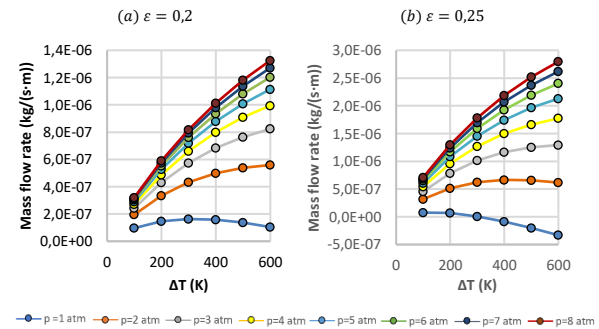 (a) ε = 0,2
(b) ε = 0,25
Mass flow rate (kg/(s·m))
1,4E-06
1,2E-06
1,0E-06
8,0E-07
6,0E-07
4,0E-07
2,0E-07
0,0E+00
0
200
400
600
ΔT (K)
Mass flow rate (kg/(s·m))
3,0E-06
2,5E-06
2,0E-06
1,5E-06
1,0E-06
5,0E-07
0,0E+00
-5,0E-07
0
200
400
600
ΔT (K)
p =1 atm
p=2 atm
p=3 atm
p=4 atm
p=5 atm
p=6 atm
p=7 atm
p=8 atm